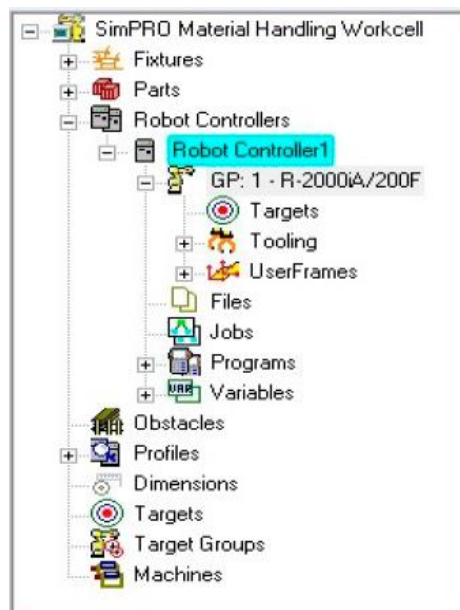 SimPRO Material Handling Workcell
Fixtures
Parts
Robot Controllers
Robot Controller1
GP: 1 - R-2000iA/200F
Targets
Tooling
UserFrames
Files
Jobs
Programs
VAR Variables
Obstacles
Profiles
Dimensions
Targets
Target Groups
Machines